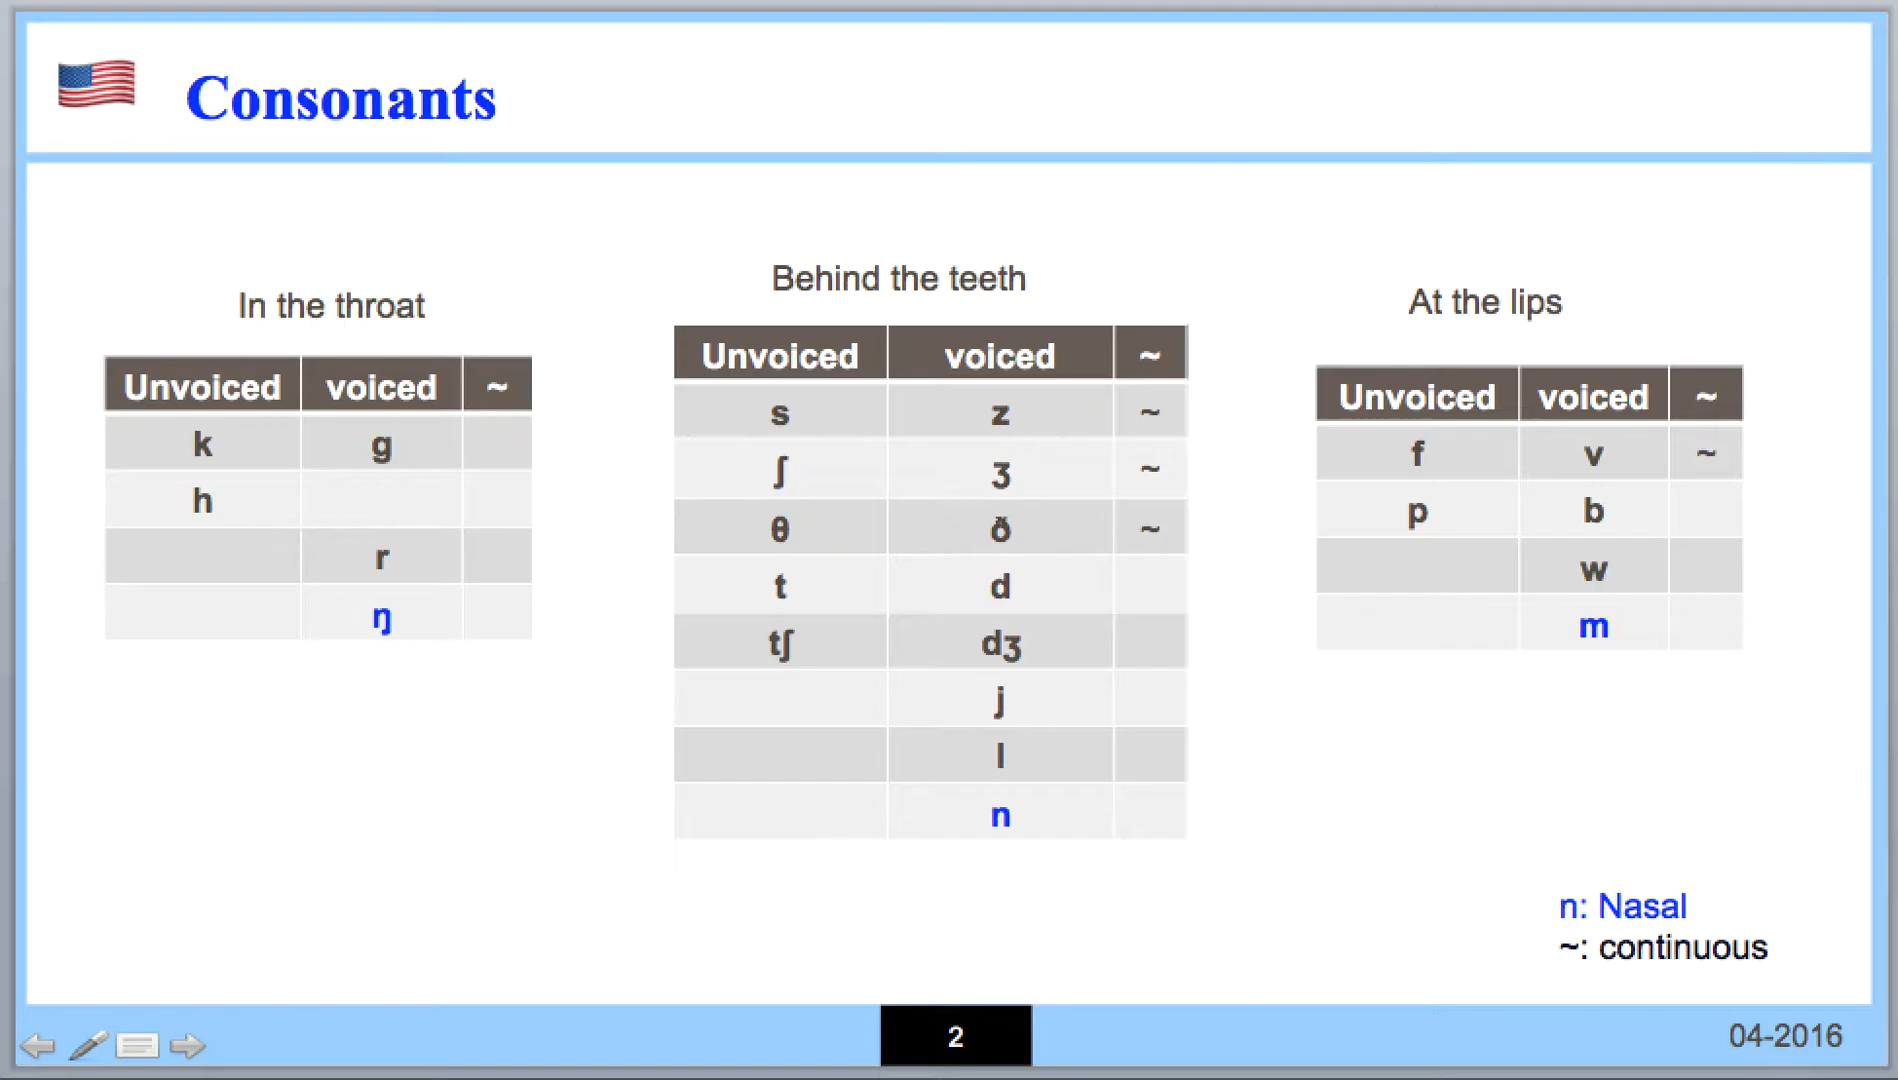 Consonants
In the throat
Unvoiced voiced ~
k g
h
r
ŋ
Behind the teeth
Unvoiced voiced ~
s z ~
ʃ ʒ ~
θ ð ~
t d
tʃ dʒ
j
l
n
At the lips
Unvoiced voiced ~
f v ~
p b
w
m
n: Nasal
~: continuous
2
04-2016